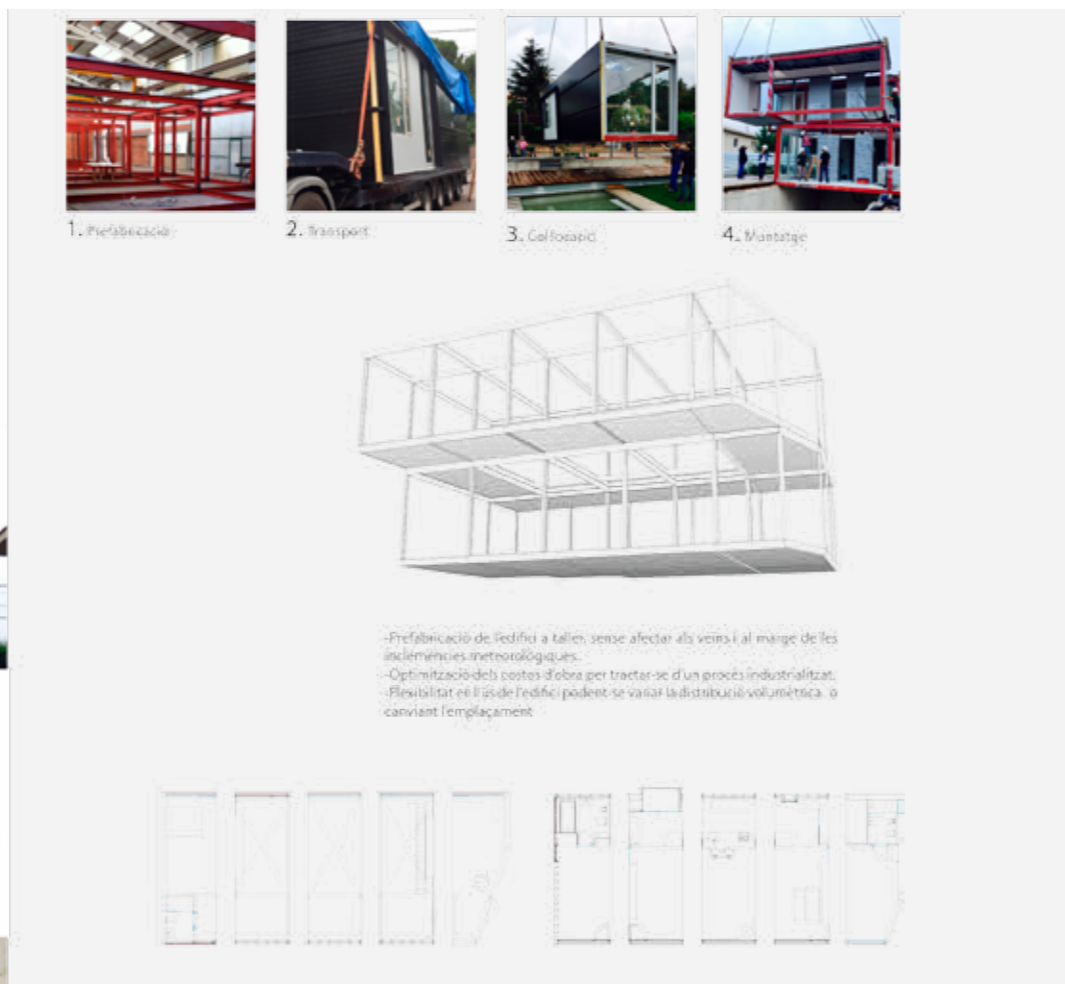 1. Prefabricació
2. Transport
3. Col·locació
4. Muntatge
-Prefabricació de l'edifici a taller, sense afectar als veïns i al marge de les
inclemències meteorològiques.
-Optimització dels costos d'obra per tractar-se d'un procés industrialitzat.
-Flexibilitat en l'ús de l'edifici podent-se variar la distribució volumètrica o
canviant l'emplaçament